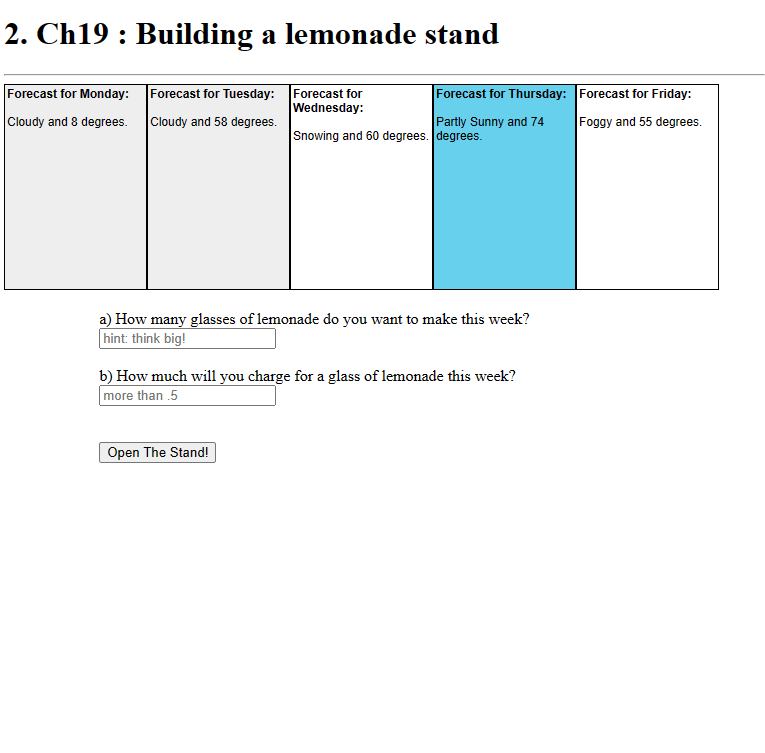 2. Ch19 : Building a lemonade stand
Forecast for Monday:
Cloudy and 8 degrees.
Forecast for Tuesday:
Cloudy and 58 degrees.
Forecast for
Wednesday:
Snowing and 60 degrees.
Forecast for Thursday:
Partly Sunny and 74
degrees.
Forecast for Friday:
Foggy and 55 degrees.
a) How many glasses of lemonade do you want to make this week?
hint: think big!
b) How much will you charge for a glass of lemonade this week?
more than .5
Open The Stand!